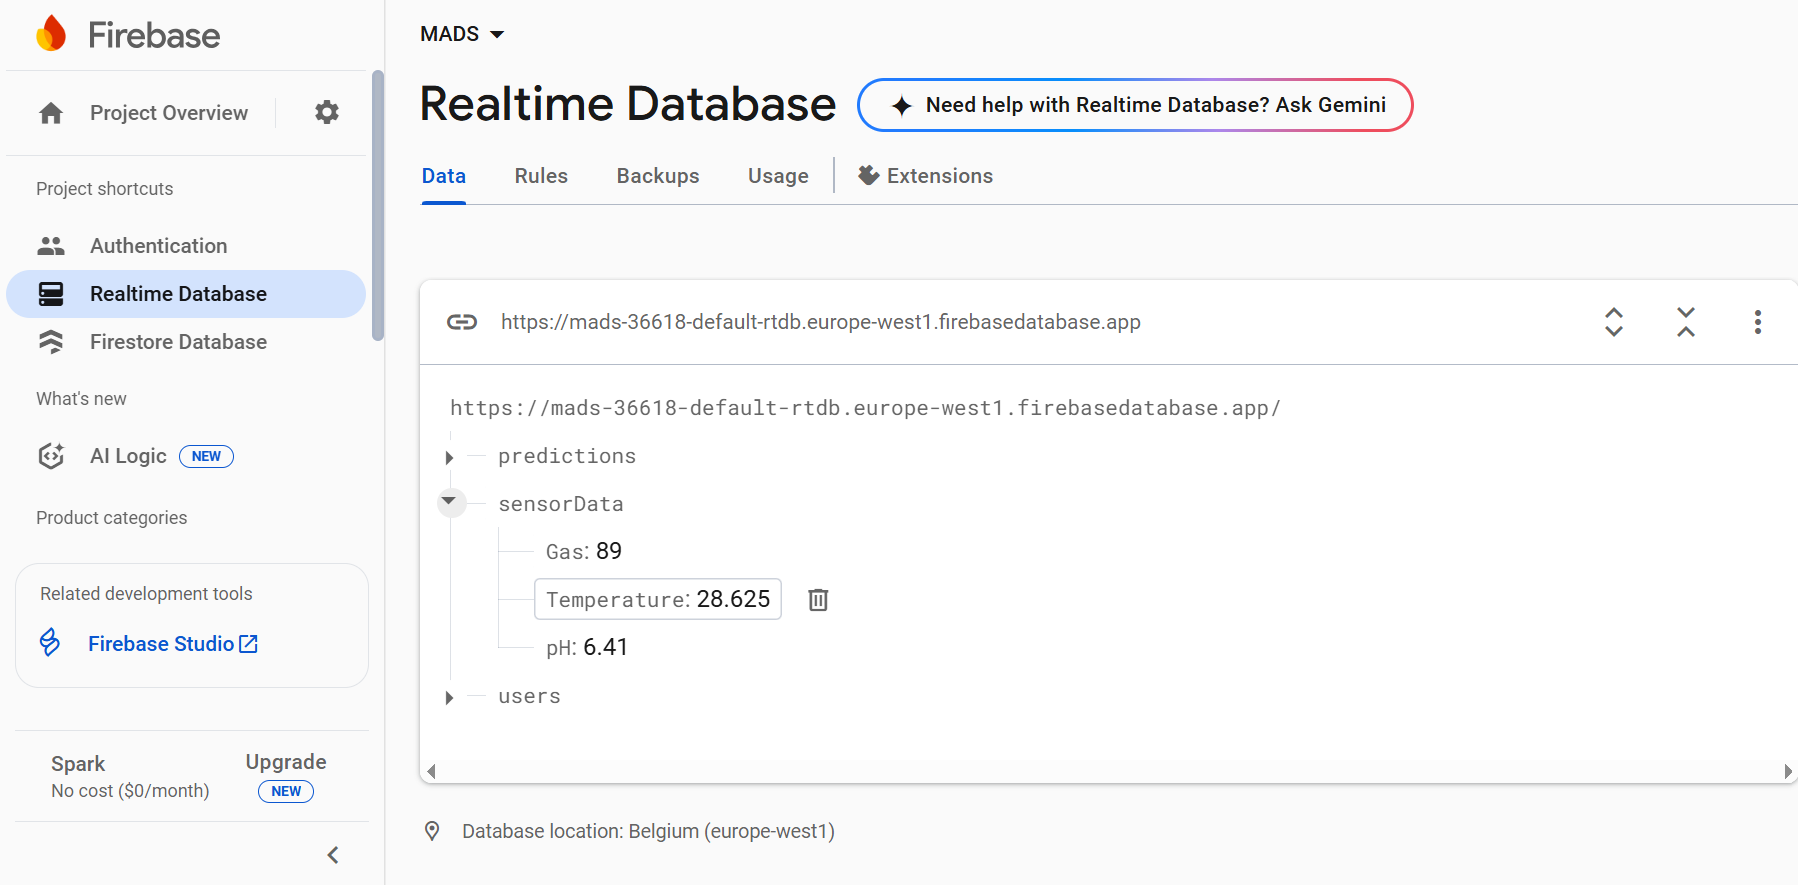 Firebase
Project Overview
Project shortcuts
Authentication
Realtime Database
Firestore Database
What's new
AI Logic NEW
Product categories
Related development tools
Firebase Studio
Spark
No cost ($0/month)
Upgrade
NEW
MADS
Realtime Database
Need help with Realtime Database? Ask Gemini
Data Rules Backups Usage Extensions
https://mads-36618-default-rtdb.europe-west1.firebasedatabase.app
https://mads-36618-default-rtdb.europe-west1.firebasedatabase.app/
predictions
sensorData
Gas: 89
Temperature: 28.625
pH: 6.41
users
Database location: Belgium (europe-west1)